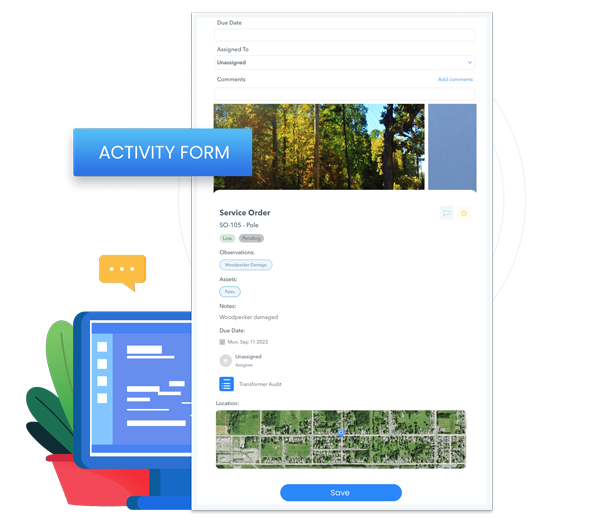 Due Date
Assigned To
Unassigned
Comments
Add comments
ACTIVITY FORM
Service Order
SO-105 - Pole
Low
Pending
Observations:
Woodpecker Damage
Assets:
Poles
Notes:
Woodpecker damaged
Due Date:
Mon, Sep 11 2023
Unassigned
Assignee
Transformer Audit
Location:
Save